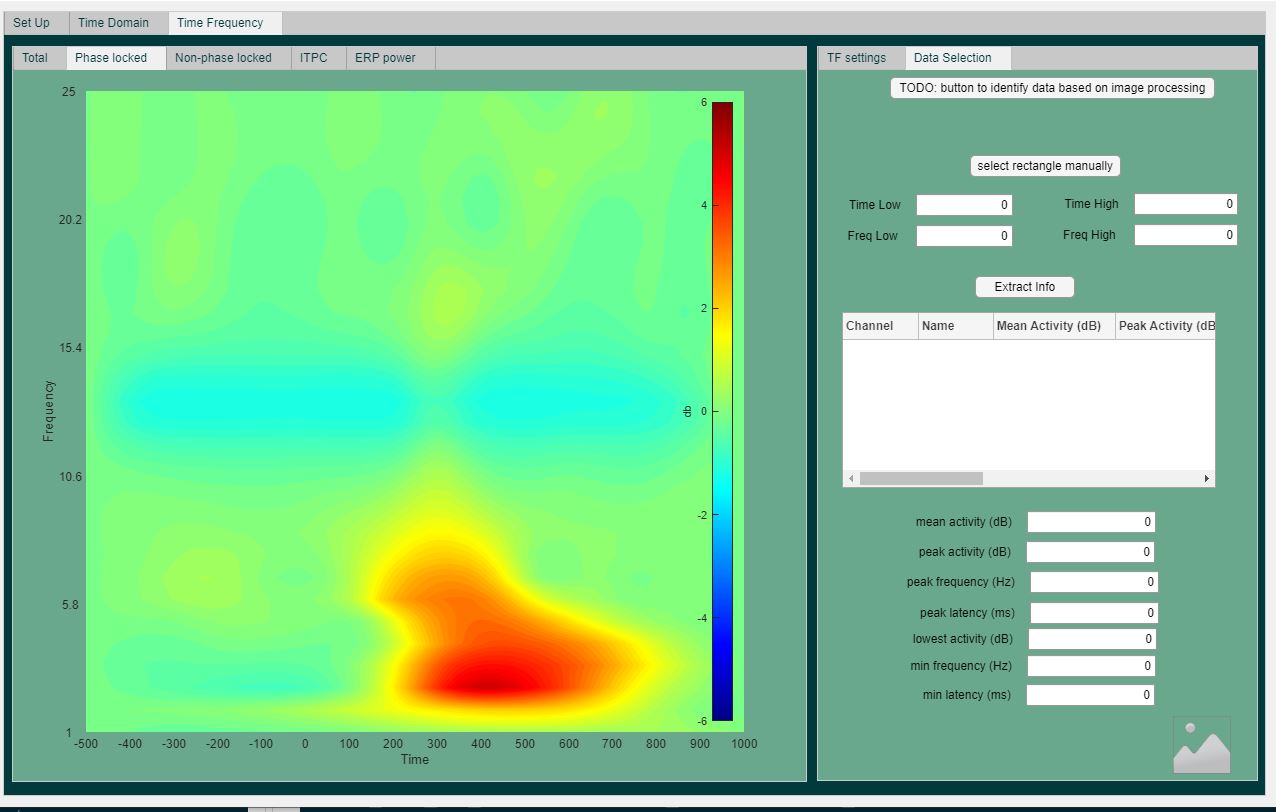 Set Up Time Domain Time Frequency
Total Phase locked Non-phase locked ITPC ERP power
25
20.2
15.4
10.6
5.8
1
Frequency
-500 -400 -300 -200 -100 0 100 200 300 400 500 600 700 800 900 1000
Time
6
4
2
0
-2
-4
-6
db
TF settings Data Selection
TODO: button to identify data based on image processing
select rectangle manually
Time Low 0 Time High 0
Freq Low 0 Freq High 0
Extract Info
Channel Name Mean Activity (dB) Peak Activity (dB
mean activity (dB) 0
peak activity (dB) 0
peak frequency (Hz) 0
peak latency (ms) 0
lowest activity (dB) 0
min frequency (Hz) 0
min latency (ms) 0